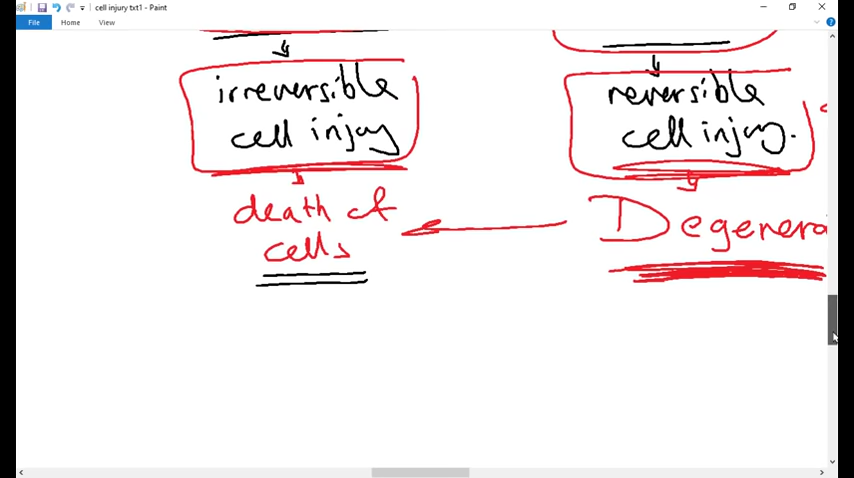 cell injury txt1 - Paint
File Home View
irreversible
cell injury
death of
cells
reversible
cell injury.
Degenera